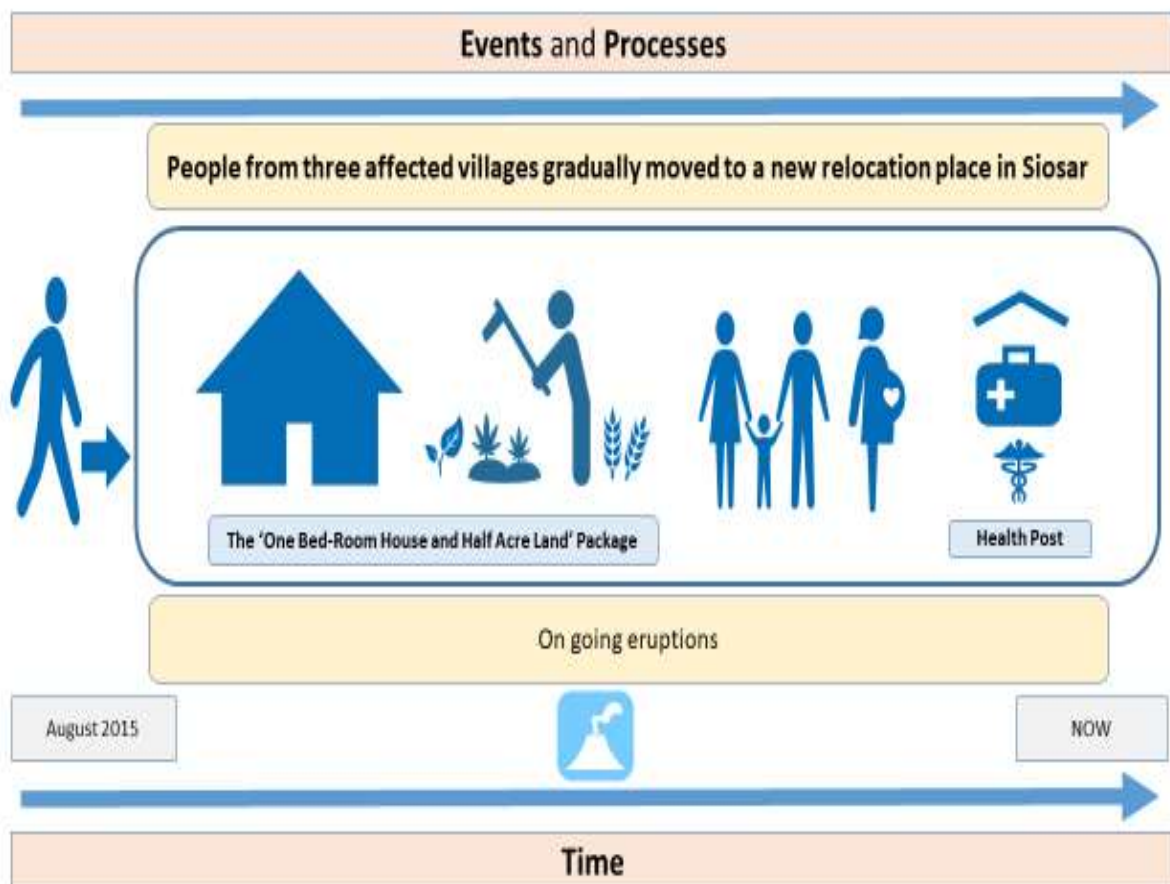 Events and Processes
People from three affected villages gradually moved to a new relocation place in Siosar
The ‘One Bed-Room House and Half Acre Land’ Package
Health Post
On going eruptions
August 2015
NOW
Time